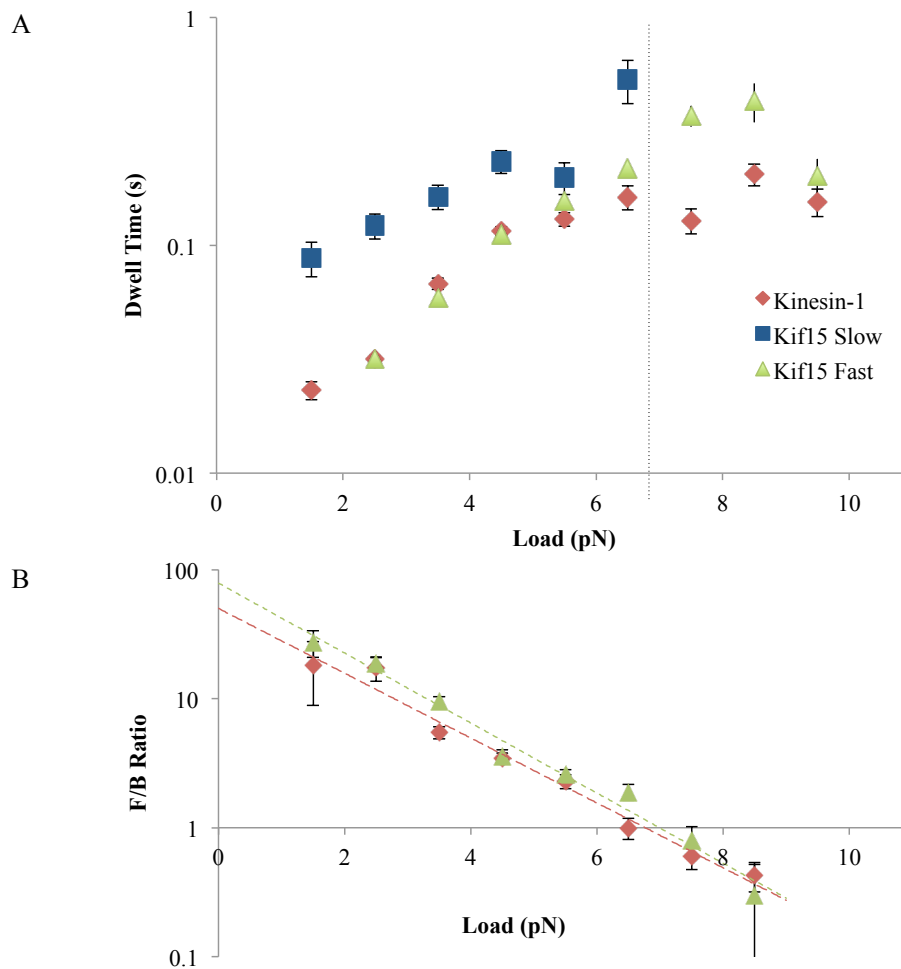 A
1
0.1
0.01
Dwell Time (s)
0 2 4 6 8 10
Load (pN)
Kinesin-1
Kif15 Slow
Kif15 Fast
B
100
10
1
0.1
F/B Ratio
0 2 4 6 8 10
Load (pN)